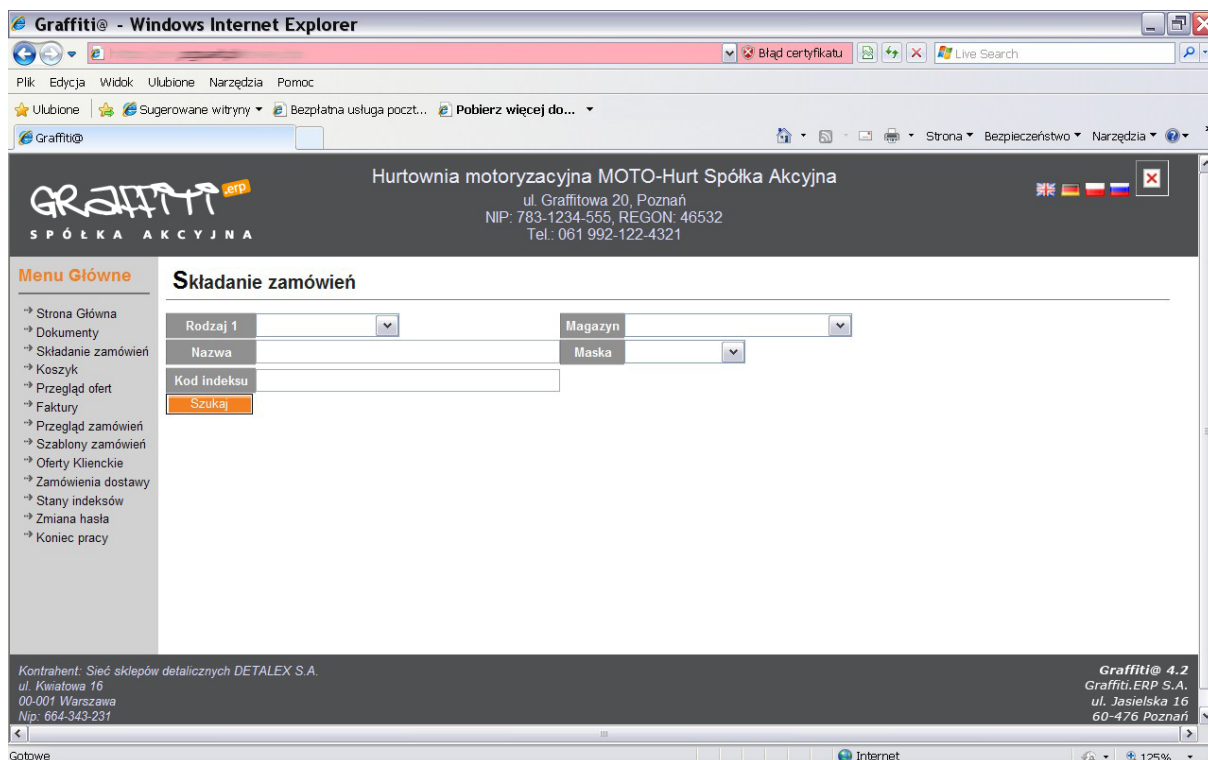 Graffiti@ - Windows Internet Explorer
Błąd certyfikatu
Live Search
Plik Edycja Widok Ulubione Narzędzia Pomoc
Ulubione Sugerowane witryny Bezpłatna usługa poczt... Pobierz więcej do...
Graffiti@
Strona Bezpieczeństwo Narzędzia
GRAFFITI .erp
SPÓŁKA AKCYJNA
Hurtownia motoryzacyjna MOTO-Hurt Spółka Akcyjna
ul. Graffitowa 20, Poznań
NIP: 783-1234-555, REGON: 46532
Tel.: 061 992-122-4321
Menu Główne
Strona Główna
Dokumenty
Składanie zamówień
Koszyk
Przegląd ofert
Faktury
Przegląd zamówień
Szablony zamówień
Oferty Klienckie
Zamówienia dostawy
Stany indeksów
Zmiana hasła
Koniec pracy
Składanie zamówień
Rodzaj 1
Magazyn
Nazwa
Maska
Kod indeksu
Szukaj
Kontrahent: Sieć sklepów detalicznych DETALEX S.A.
ul. Kwiatowa 16
00-001 Warszawa
Nip: 664-343-231
Graffiti@ 4.2
Graffiti.ERP S.A.
ul. Jasielska 16
60-476 Poznań
Gotowe
Internet
125%